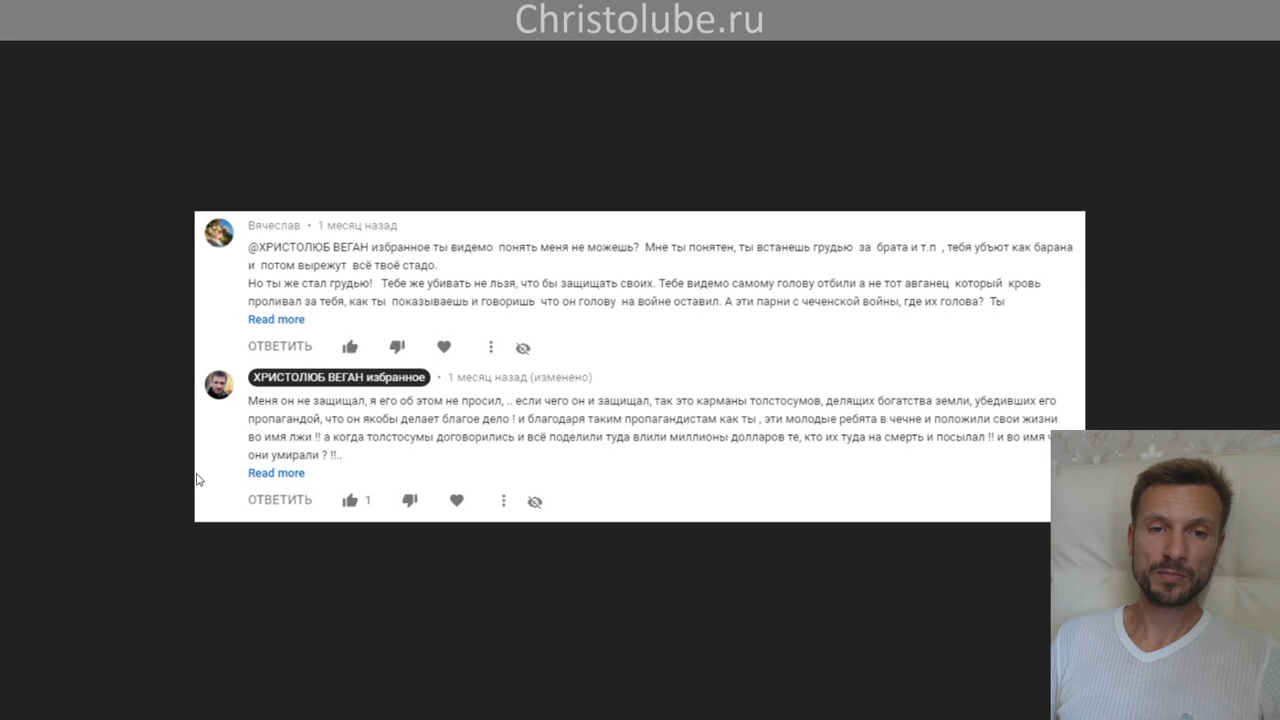 Christolube.ru
Вячеслав • 1 месяц назад
@ХРИСТОЛЮБ ВЕГАН избранное ты видемо понять меня не можешь? Мне ты понятен, ты встанешь грудью за брата и т.п , тебя убъют как барана
и потом вырежут всё твоё стадо.
Но ты же стал грудью! Тебе же убивать не льзя, что бы защищать своих. Тебе видемо самому голову отбили а не тот авганец который кровь
проливал за тебя, как ты показываешь и говоришь что он голову на войне оставил. А эти парни с чеченской войны, где их голова? Ты
Read more
ОТВЕТИТЬ
ХРИСТОЛЮБ ВЕГАН избранное • 1 месяц назад (изменено)
Меня он не защищал, я его об этом не просил, .. если чего он и защищал, так это карманы толстосумов, делящих богатства земли, убедивших его
пропагандой, что он якобы делает благое дело ! и благодаря таким пропагандистам как ты , эти молодые ребята в чечне и положили свои жизни
во имя лжи !! а когда толстосумы договорились и всё поделили туда влили миллионы долларов те, кто их туда на смерть и посылал !! и во имя
они умирали ? !!..
Read more
ОТВЕТИТЬ 1